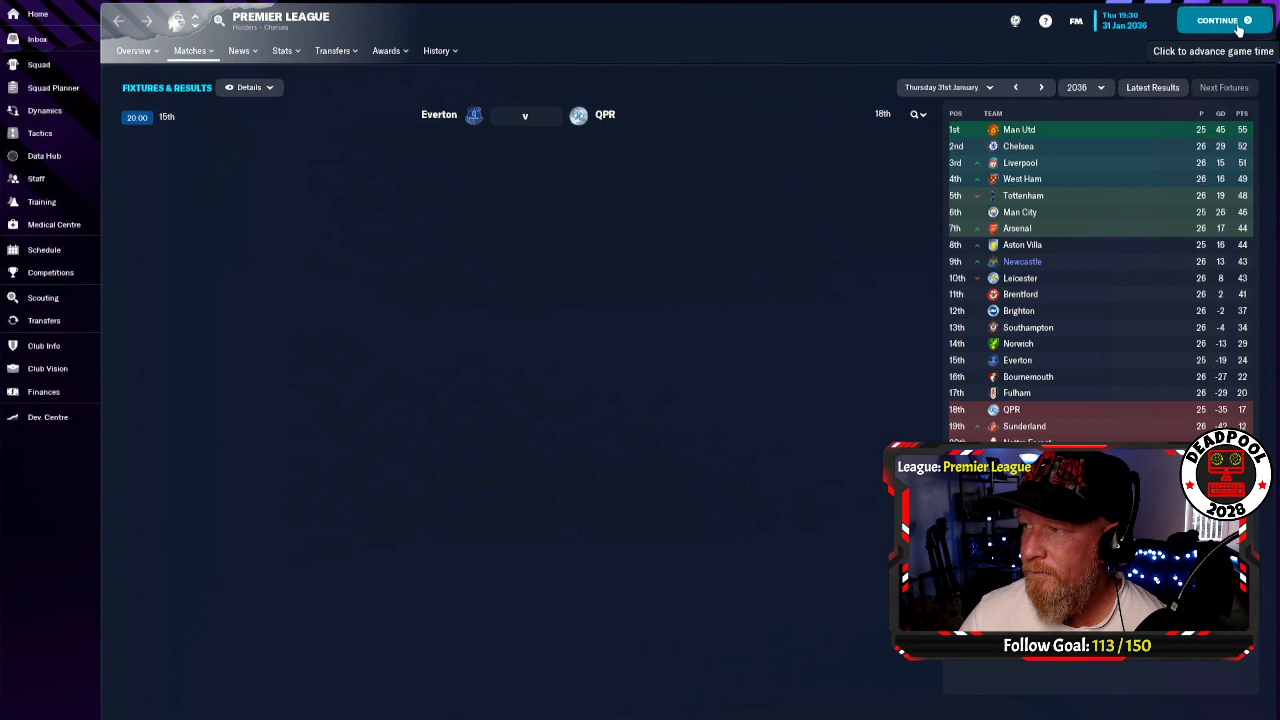 Home
Inbox
Squad
Squad Planner
Dynamics
Tactics
Data Hub
Staff
Training
Medical Centre
Schedule
Competitions
Scouting
Transfers
Club Info
Club Vision
Finances
Dev. Centre
PREMIER LEAGUE
Holders - Chelsea
FM
Thu 19:30
31 Jan 2036
CONTINUE
Click to advance game time
Overview Matches News Stats Transfers Awards History
FIXTURES & RESULTS Details
Thursday 31st January 2036 Latest Results Next Fixtures
20:00 15th Everton v QPR 18th
POS TEAM P GD PTS
1st Man Utd 25 45 55
2nd Chelsea 26 29 52
3rd Liverpool 26 15 51
4th West Ham 26 16 49
5th Tottenham 26 19 48
6th Man City 25 26 46
7th Arsenal 26 17 44
8th Aston Villa 25 16 44
9th Newcastle 26 13 43
10th Leicester 26 8 43
11th Brentford 26 2 41
12th Brighton 26 -2 37
13th Southampton 26 -4 34
14th Norwich 26 -13 29
15th Everton 25 -19 24
16th Bournemouth 26 -27 22
17th Fulham 26 -29 20
18th QPR 25 -35 17
19th Sunderland 26 -42 12
League: Premier League
DEADPOOL
2028
Follow Goal: 113 / 150